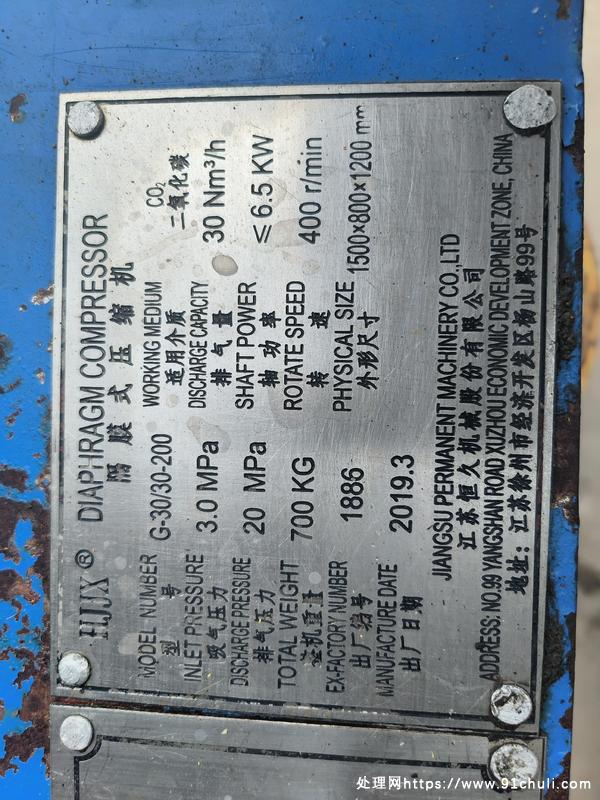 HJJX® DIAPHRAGM COMPRESSOR
隔膜式压缩机
MODEL NUMBER G-30/30-200 WORKING MEDIUM CO₂
型号 适用介质 二氧化碳
INLET PRESSURE 3.0 MPa DISCHARGE CAPACITY 30 Nm³/h
吸气压力 排气量
DISCHARGE PRESSURE 20 MPa SHAFT POWER ≤6.5 KW
排气压力 轴功率
TOTAL WEIGHT 700 KG ROTATE SPEED 400 r/min
整机重量 转速
EX-FACTORY NUMBER 1886 PHYSICAL SIZE 1500×800×1200 mm
出厂编号 外形尺寸
MANUFACTURE DATE 2019.3
出厂日期
JIANGSU PERMANENT MACHINERY CO.,LTD
江苏恒久机械股份有限公司
ADDRESS: NO.99 YANGSHAN ROAD XUZHOU ECONOMIC DEVELOPMENT ZONE, CHINA
地址: 江苏徐州市经济开发区杨山路99号
处理网https://www.91chuli.com